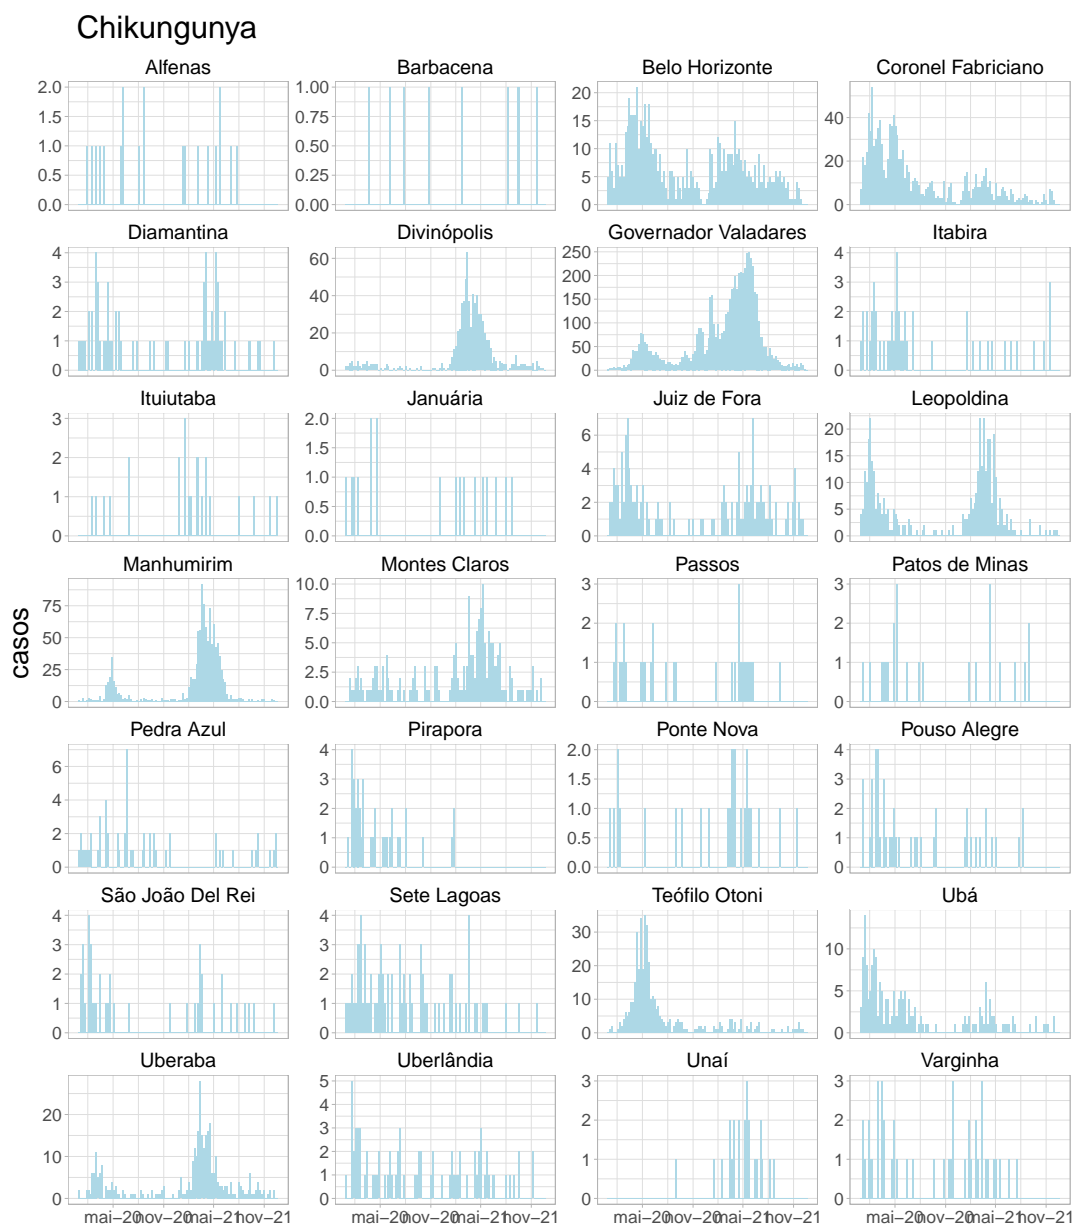 Chikungunya
Alfenas Barbacena Belo Horizonte Coronel Fabriciano
2.0 1.5 1.0 0.5 0.0
1.00 0.75 0.50 0.25 0.00
20 15 10 5 0
40 20 0
Diamantina Divinópolis Governador Valadares Itabira
4 3 2 1 0
60 40 20 0
250 200 150 100 50 0
4 3 2 1 0
Ituiutaba Januária Juiz de Fora Leopoldina
3 2 1 0
2.0 1.5 1.0 0.5 0.0
6 4 2 0
20 15 10 5 0
Manhumirim Montes Claros Passos Patos de Minas
75 50 25 0
10.0 7.5 5.0 2.5 0.0
3 2 1 0
3 2 1 0
casos
Pedra Azul Pirapora Ponte Nova Pouso Alegre
6 4 2 0
4 3 2 1 0
2.0 1.5 1.0 0.5 0.0
4 3 2 1 0
São João Del Rei Sete Lagoas Teófilo Otoni Ubá
4 3 2 1 0
4 3 2 1 0
30 20 10 0
10 5 0
Uberaba Uberlândia Unaí Varginha
20 10 0
5 4 3 2 1 0
3 2 1 0
3 2 1 0
mai–20 nov–20 mai–21 nov–21 mai–20 nov–20 mai–21 nov–21 mai–20 nov–20 mai–21 nov–21 mai–20 nov–20 mai–21 nov–21